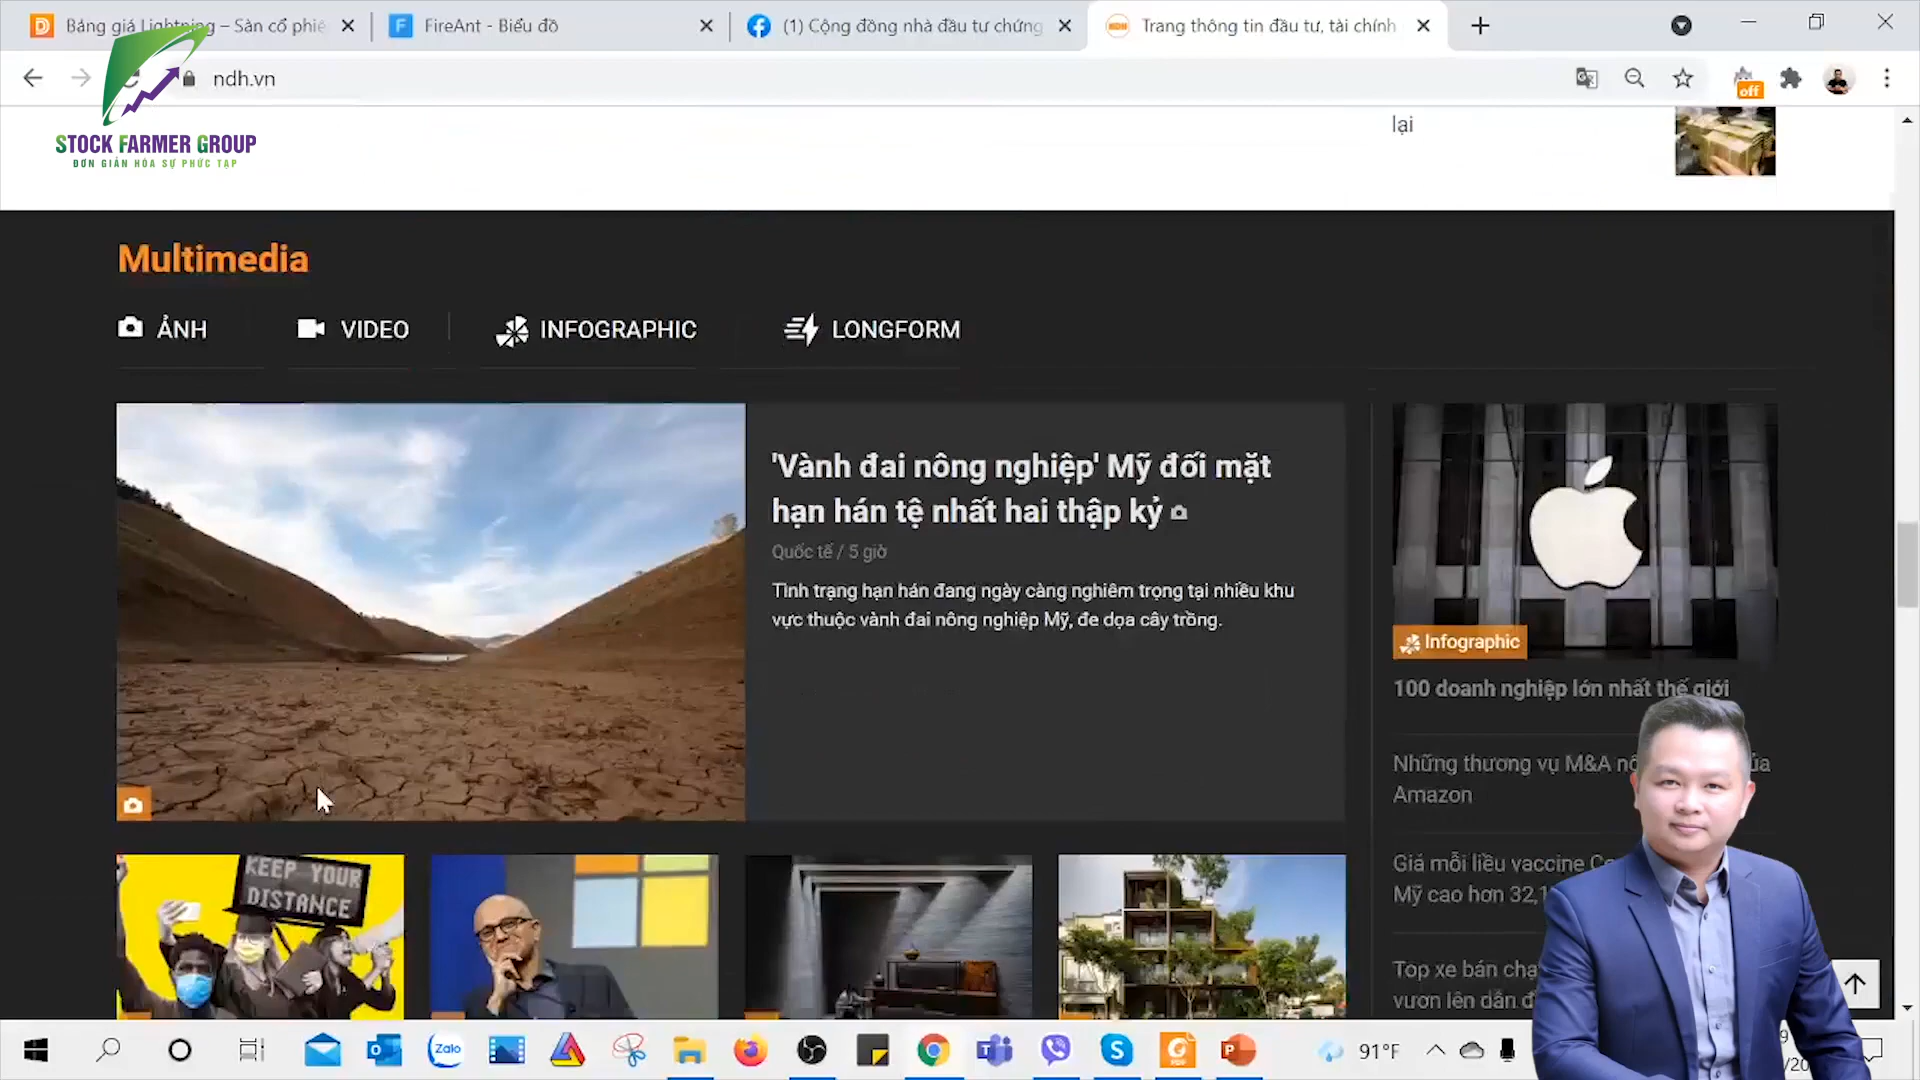 Bảng giá Lightning – Sàn cổ phiế
FireAnt - Biểu đồ
(1) Cộng đồng nhà đầu tư chứng
Trang thông tin đầu tư, tài chính
ndh.vn
off
STOCK FARMER GROUP
ĐƠN GIẢN HÓA SỰ PHỨC TẠP
lại
Multimedia
ẢNH
VIDEO
INFOGRAPHIC
LONGFORM
'Vành đai nông nghiệp' Mỹ đối mặt
hạn hán tệ nhất hai thập kỷ
Quốc tế / 5 giờ
Tình trạng hạn hán đang ngày càng nghiêm trọng tại nhiều khu
vực thuộc vành đai nông nghiệp Mỹ, đe dọa cây trồng.
Infographic
100 doanh nghiệp lớn nhất thế giới
Những thương vụ M&A
Amazon
Giá mỗi liều vaccine
Mỹ cao hơn
Top xe bán
vươn lên dẫn
KEEP YOUR
DISTANCE
Zalo
91°F